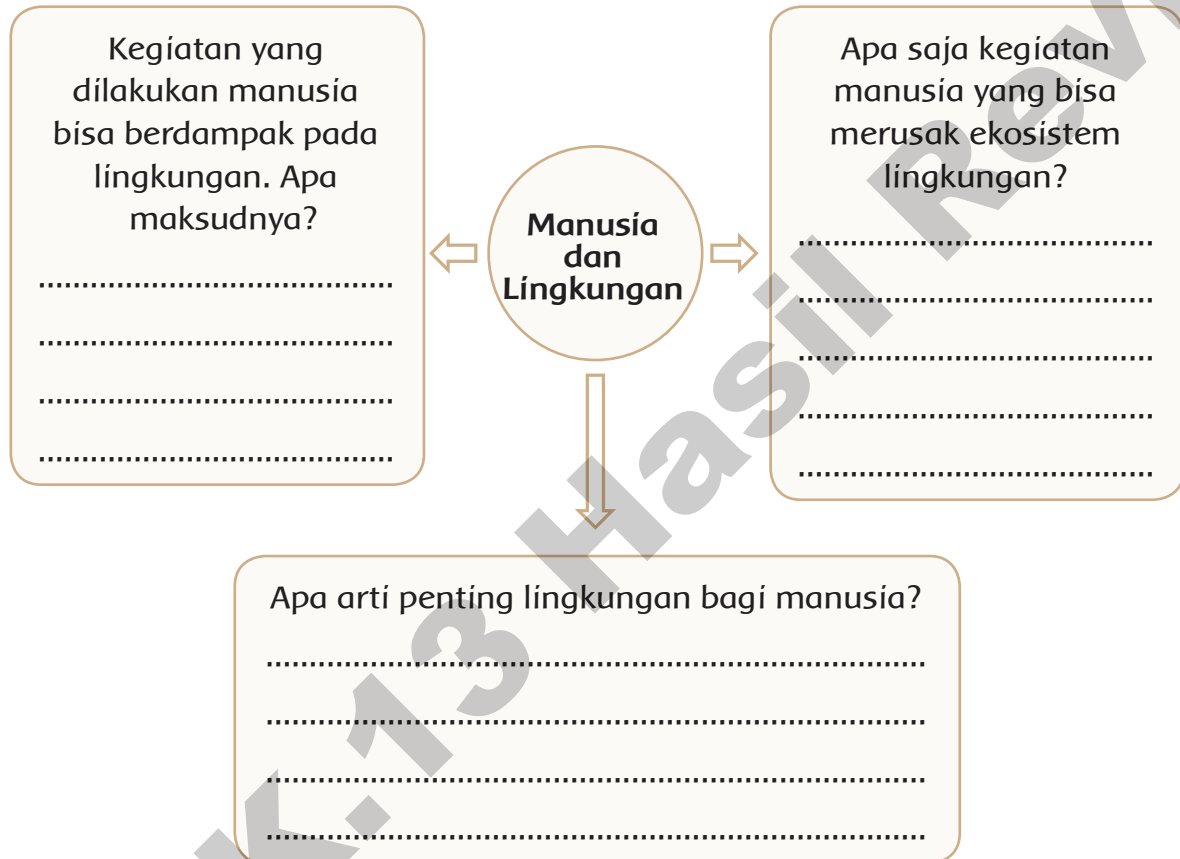 Kegiatan yang
dilakukan manusia
bisa berdampak pada
lingkungan. Apa
maksudnya?
..........................................
..........................................
..........................................
..........................................
Manusia
dan
Lingkungan
Apa saja kegiatan
manusia yang bisa
merusak ekosistem
lingkungan?
..........................................
..........................................
..........................................
..........................................
..........................................
Apa arti penting lingkungan bagi manusia?
..............................................................................
..............................................................................
..............................................................................
..............................................................................
K.13 Hasil